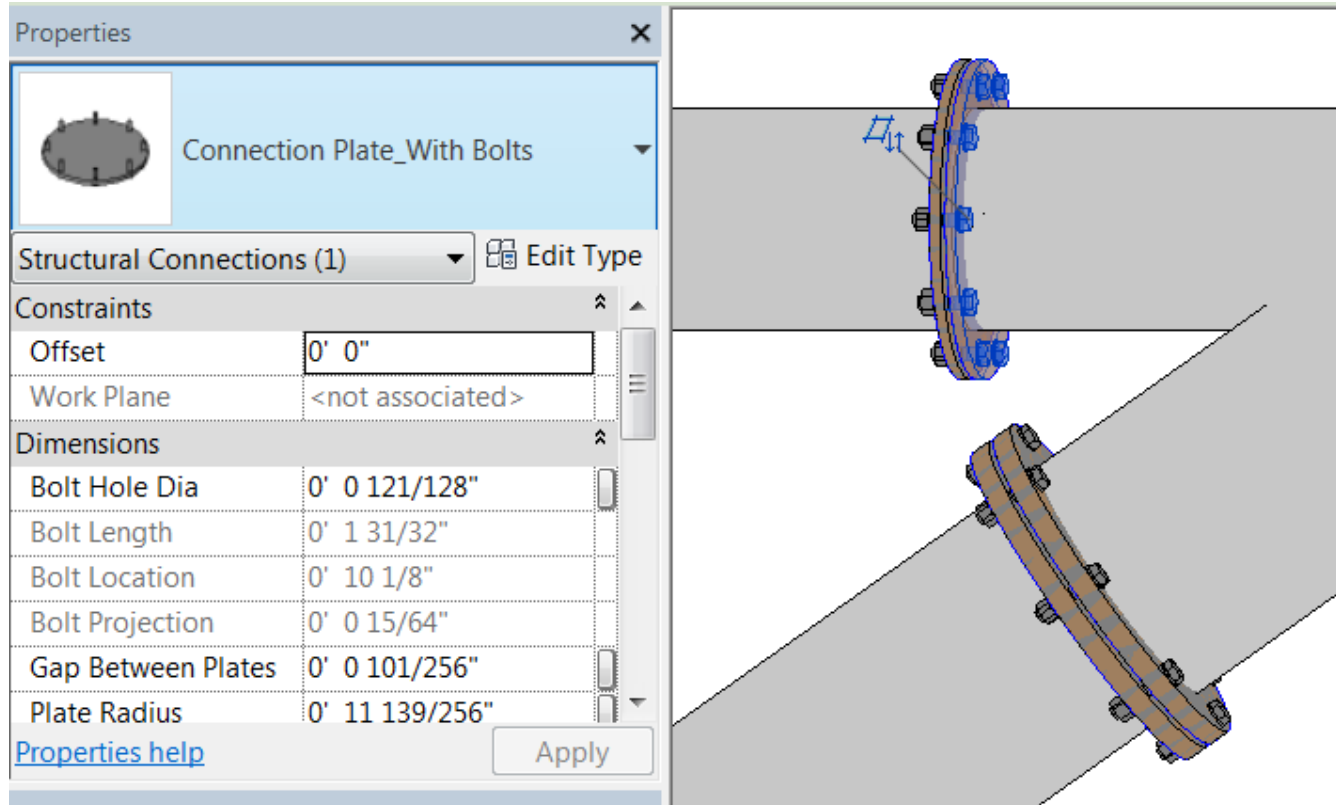 Properties
Connection Plate_With Bolts
Structural Connections (1) Edit Type
Constraints
Offset 0' 0"
Work Plane <not associated>
Dimensions
Bolt Hole Dia 0' 0 121/128"
Bolt Length 0' 1 31/32"
Bolt Location 0' 10 1/8"
Bolt Projection 0' 0 15/64"
Gap Between Plates 0' 0 101/256"
Plate Radius 0' 11 139/256"
Properties help Apply